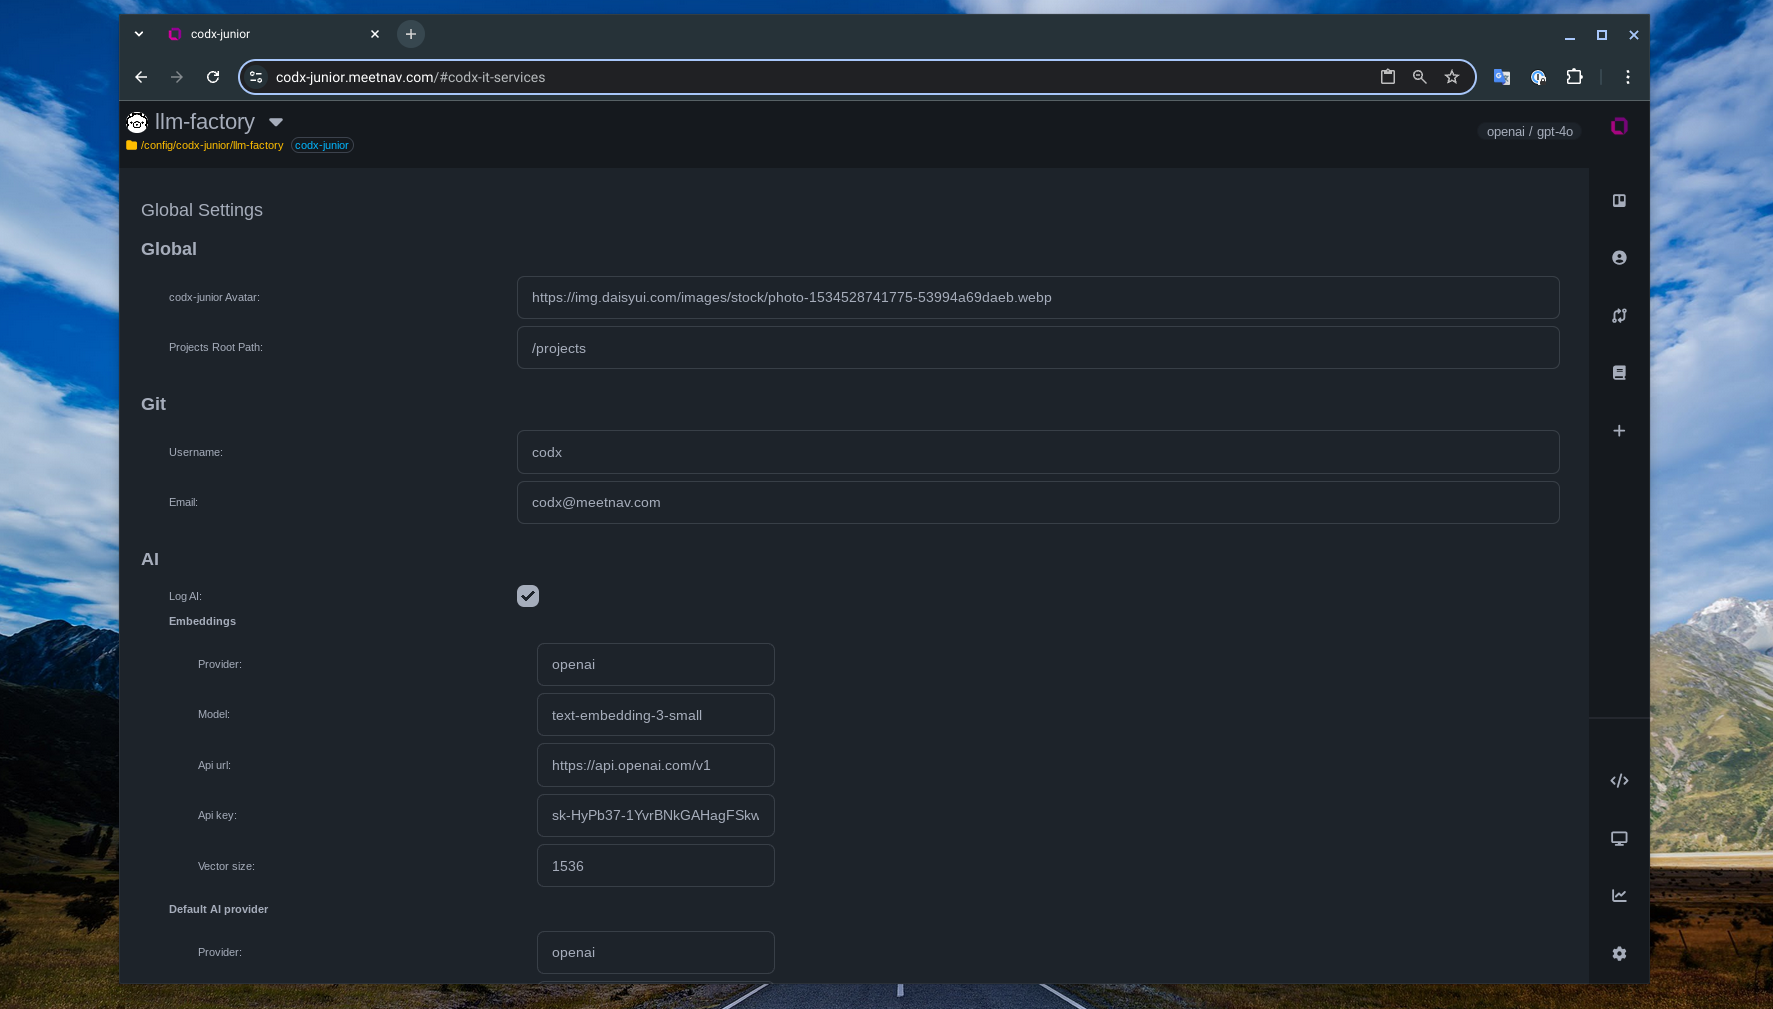 codx-junior
codx-junior.meetnav.com/#codx-it-services
llm-factory
/config/codx-junior/llm-factory codx-junior
openai / gpt-4o
Global Settings
Global
codx-junior Avatar: https://img.daisyui.com/images/stock/photo-1534528741775-53994a69daeb.webp
Projects Root Path: /projects
Git
Username: codx
Email: codx@meetnav.com
AI
Log AI:
Embeddings
Provider: openai
Model: text-embedding-3-small
Api url: https://api.openai.com/v1
Api key: sk-HyPb37-1YvrBNkGAHagFSkw
Vector size: 1536
Default AI provider
Provider: openai